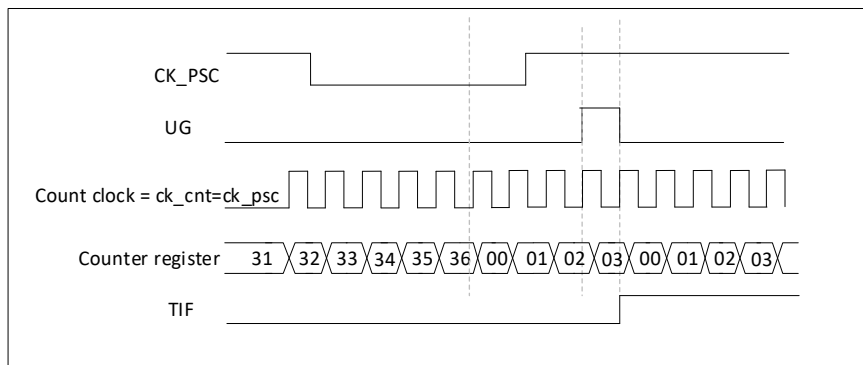 CK_PSC
UG
Count clock = ck_cnt=ck_psc
Counter register 31 32 33 34 35 36 00 01 02 03 00 01 02 03
TIF